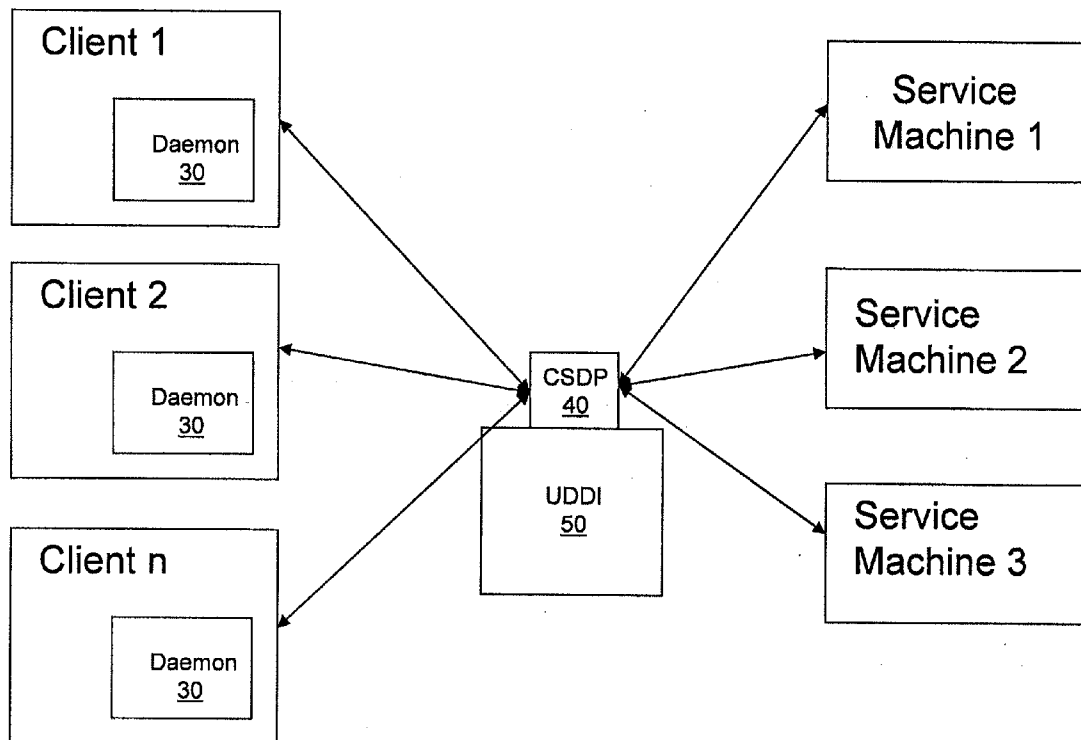 Client 1
Daemon
30
Client 2
Daemon
30
Client n
Daemon
30
CSDP
40
UDDI
50
Service
Machine 1
Service
Machine 2
Service
Machine 3